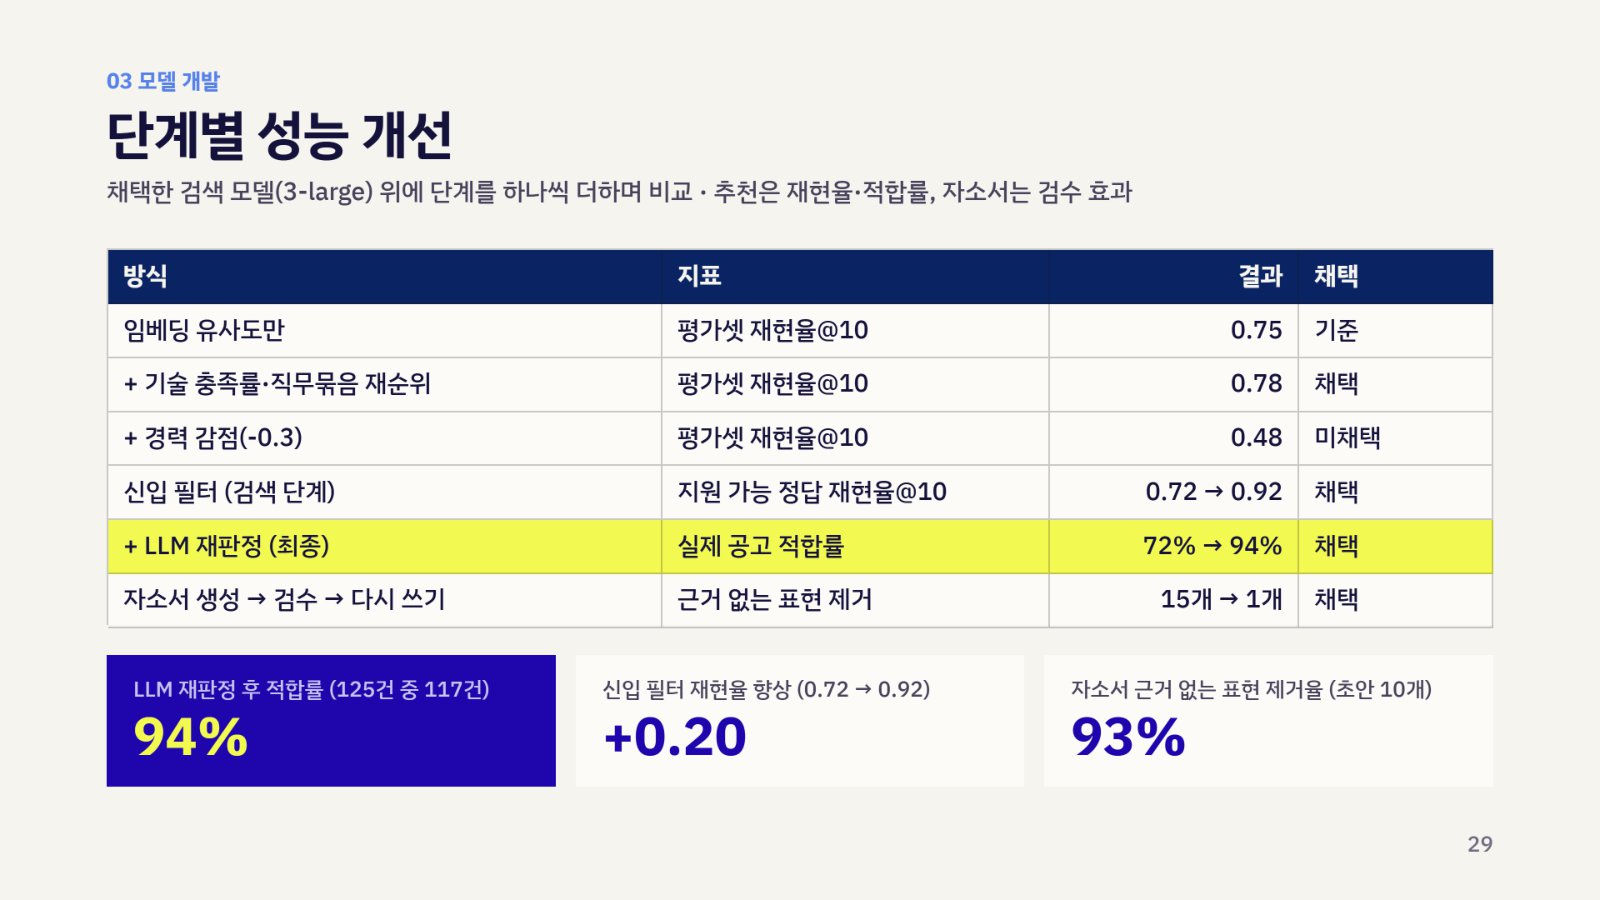 03 모델 개발
단계별 성능 개선
채택한 검색 모델(3-large) 위에 단계를 하나씩 더하며 비교 · 추천은 재현율·적합률, 자소서는 검수 효과
방식 지표 결과 채택
임베딩 유사도만 평가셋 재현율@10 0.75 기준
+ 기술 충족률·직무묶음 재순위 평가셋 재현율@10 0.78 채택
+ 경력 감점(-0.3) 평가셋 재현율@10 0.48 미채택
신입 필터 (검색 단계) 지원 가능 정답 재현율@10 0.72 → 0.92 채택
+ LLM 재판정 (최종) 실제 공고 적합률 72% → 94% 채택
자소서 생성 → 검수 → 다시 쓰기 근거 없는 표현 제거 15개 → 1개 채택
LLM 재판정 후 적합률 (125건 중 117건)
94%
신입 필터 재현율 향상 (0.72 → 0.92)
+0.20
자소서 근거 없는 표현 제거율 (초안 10개)
93%
29